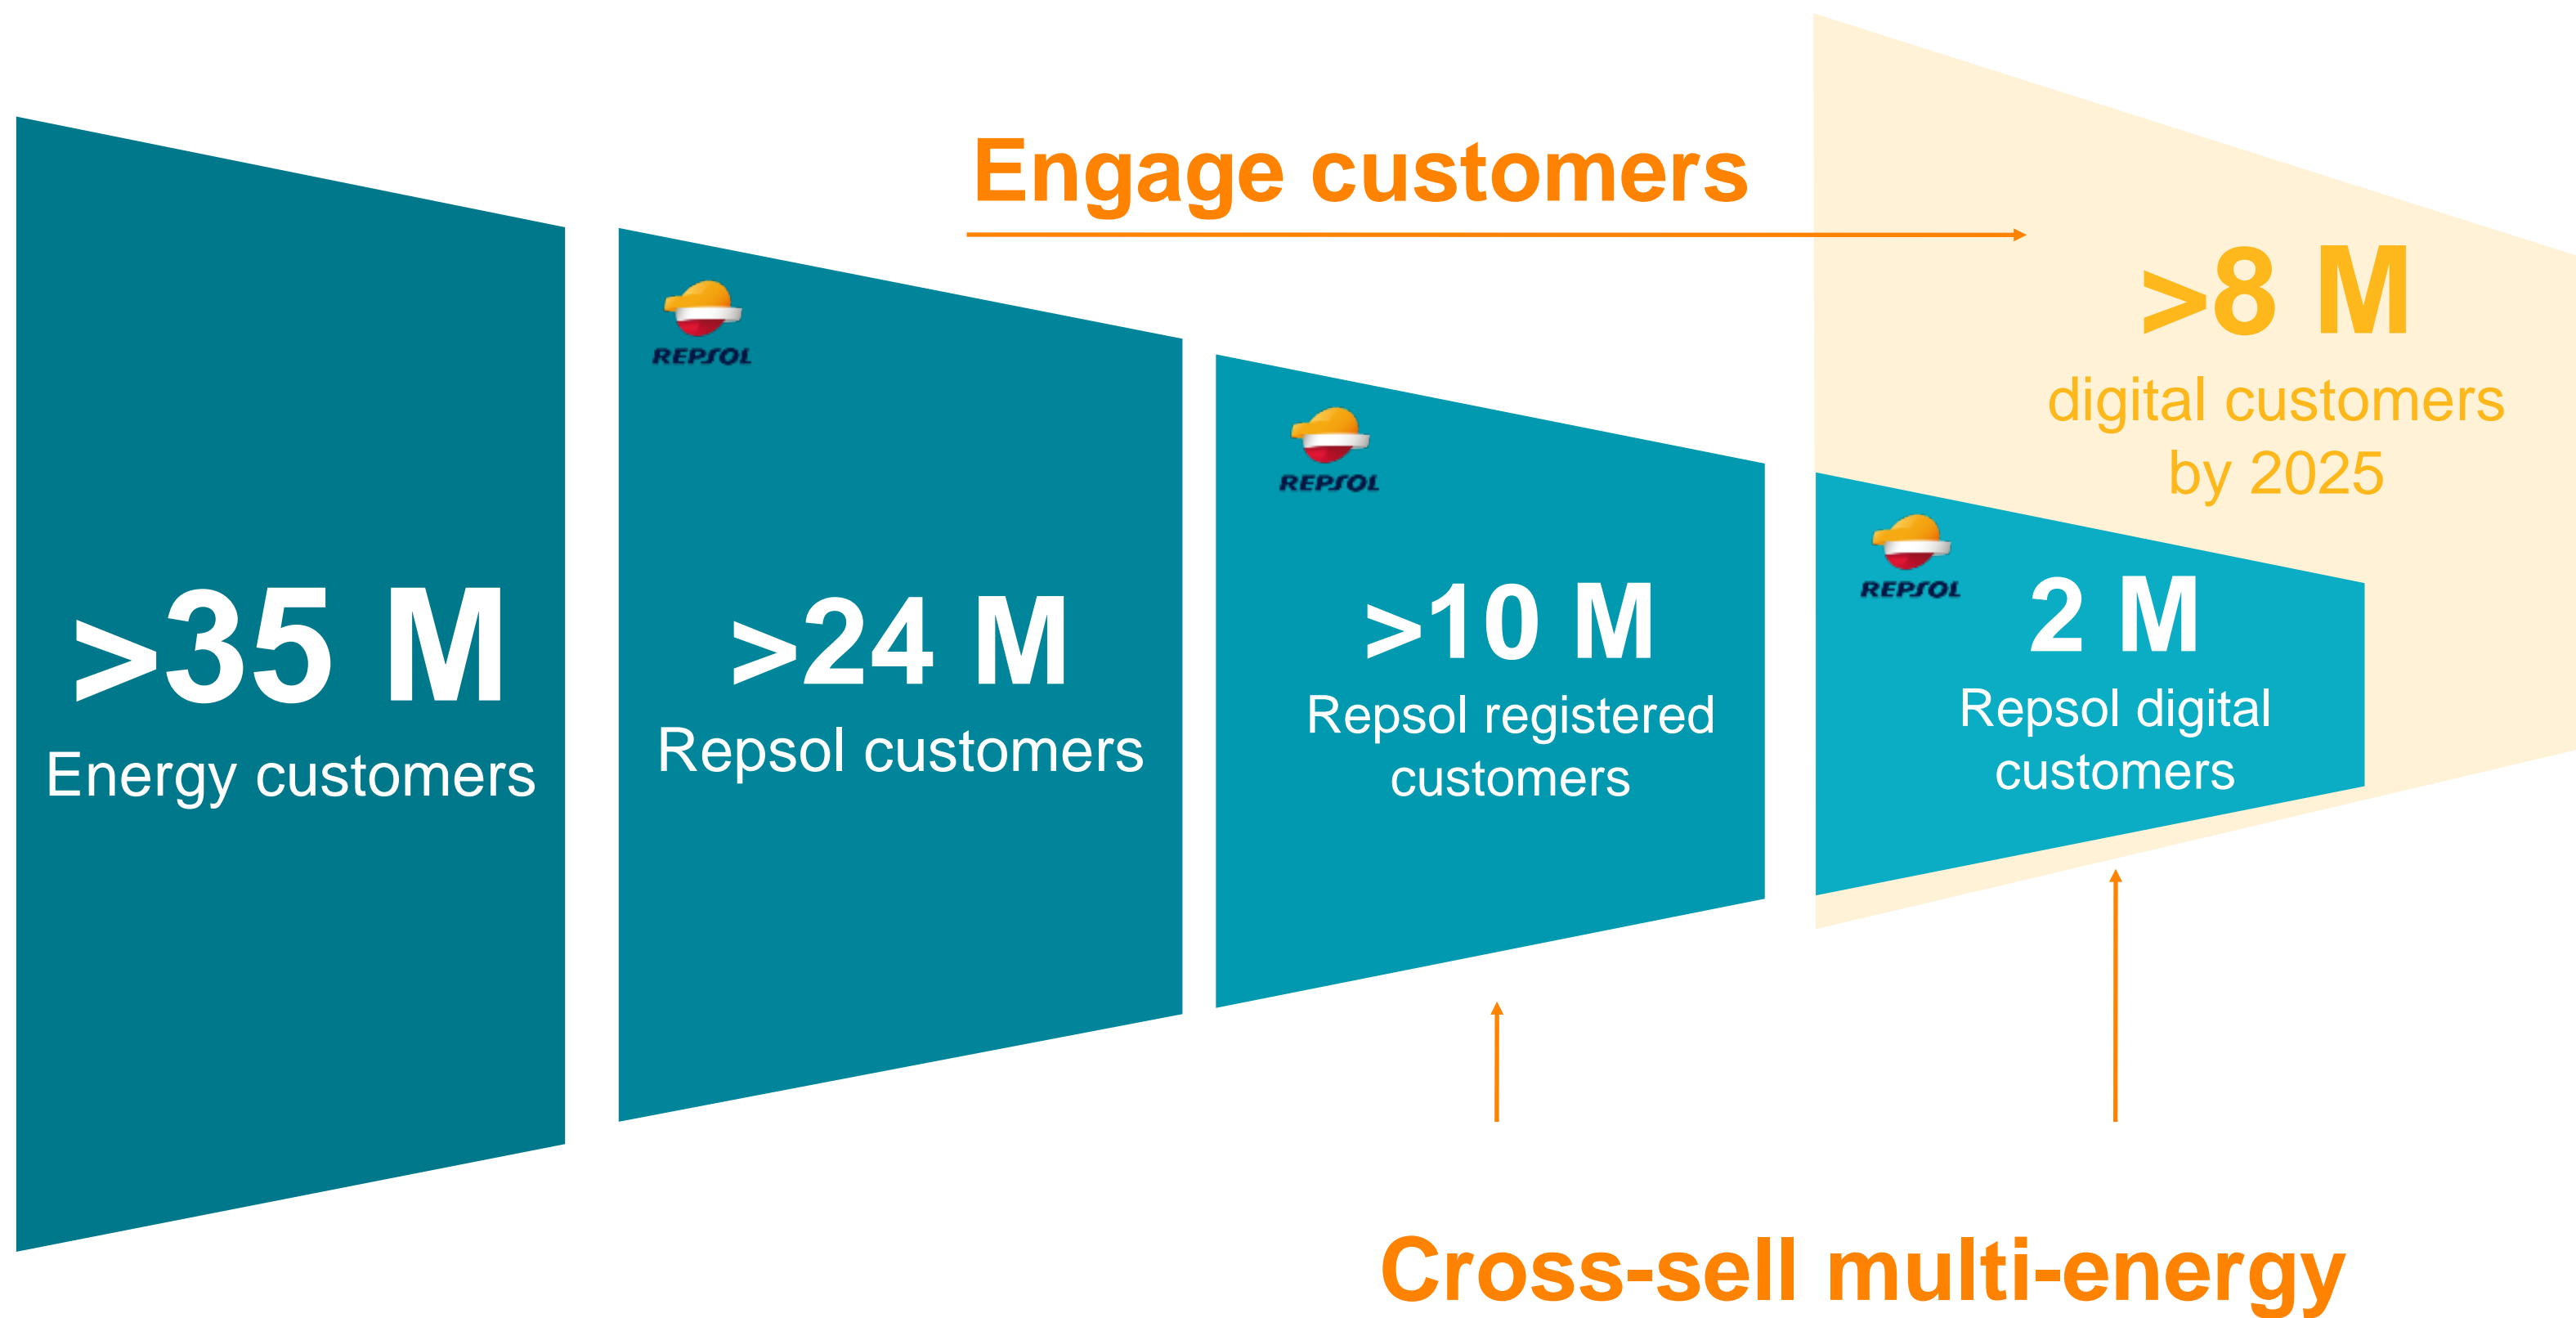 Engage customers
>35 M
Energy customers
REPSOL
>24 M
Repsol customers
REPSOL
>10 M
Repsol registered
customers
>8 M
digital customers
by 2025
REPSOL
2 M
Repsol digital
customers
Cross-sell multi-energy